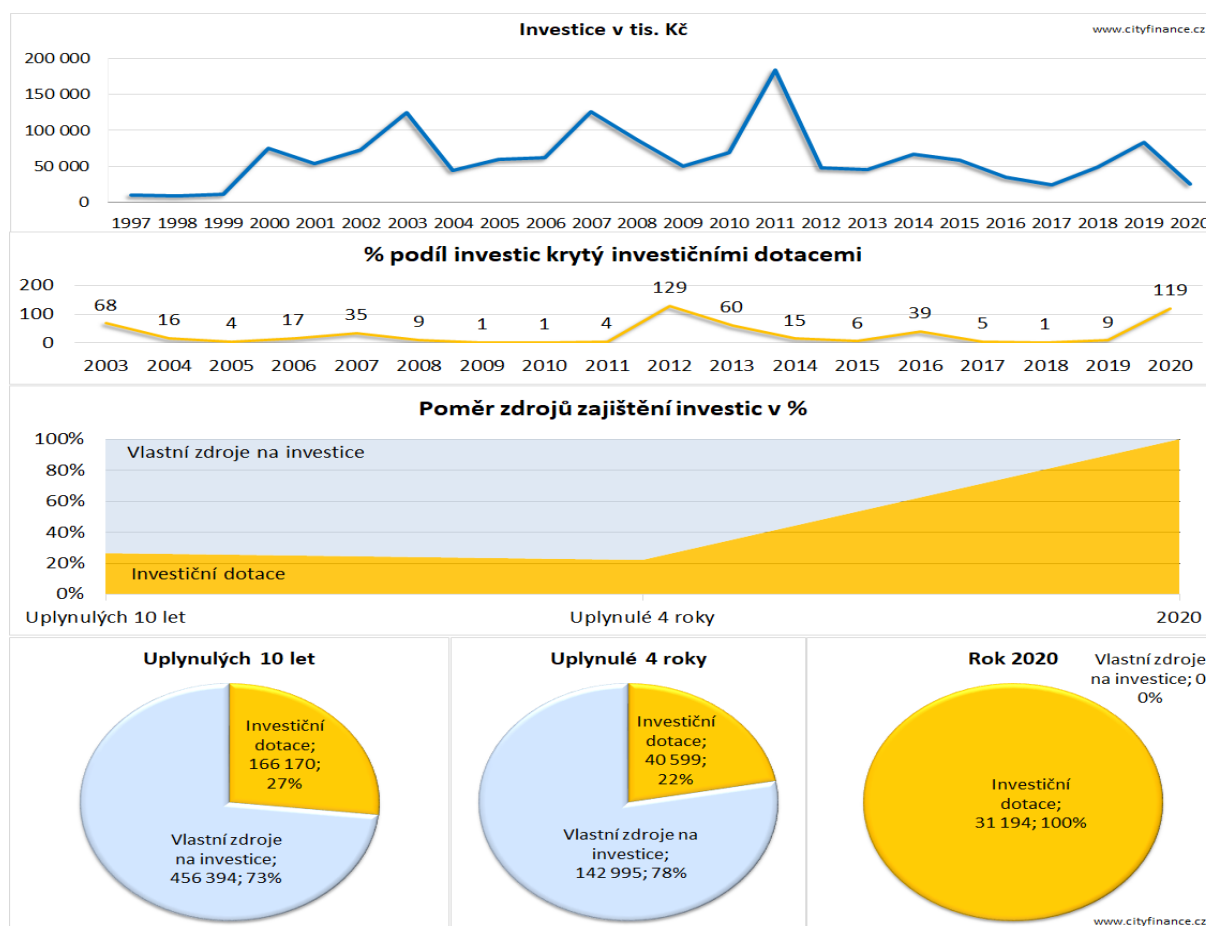 Investice v tis. Kč
www.cityfinance.cz
200 000
150 000
100 000
50 000
0
1997 1998 1999 2000 2001 2002 2003 2004 2005 2006 2007 2008 2009 2010 2011 2012 2013 2014 2015 2016 2017 2018 2019 2020
% podíl investic krytý investičními dotacemi
200
100
0
68 16 4 17 35 9 1 1 4 129 60 15 6 39 5 1 9 119
2003 2004 2005 2006 2007 2008 2009 2010 2011 2012 2013 2014 2015 2016 2017 2018 2019 2020
Poměr zdrojů zajištění investic v %
100%
80%
60%
40%
20%
0%
Vlastní zdroje na investice
Investiční dotace
Uplynulých 10 let Uplynulé 4 roky 2020
Uplynulých 10 let
Investiční
dotace;
166 170;
27%
Vlastní zdroje
na investice;
456 394; 73%
Uplynulé 4 roky
Investiční
dotace;
40 599;
22%
Vlastní zdroje na
investice;
142 995; 78%
Rok 2020
Vlastní zdroje
na investice; 0
0%
Investiční
dotace;
31 194; 100%
www.cityfinance.cz